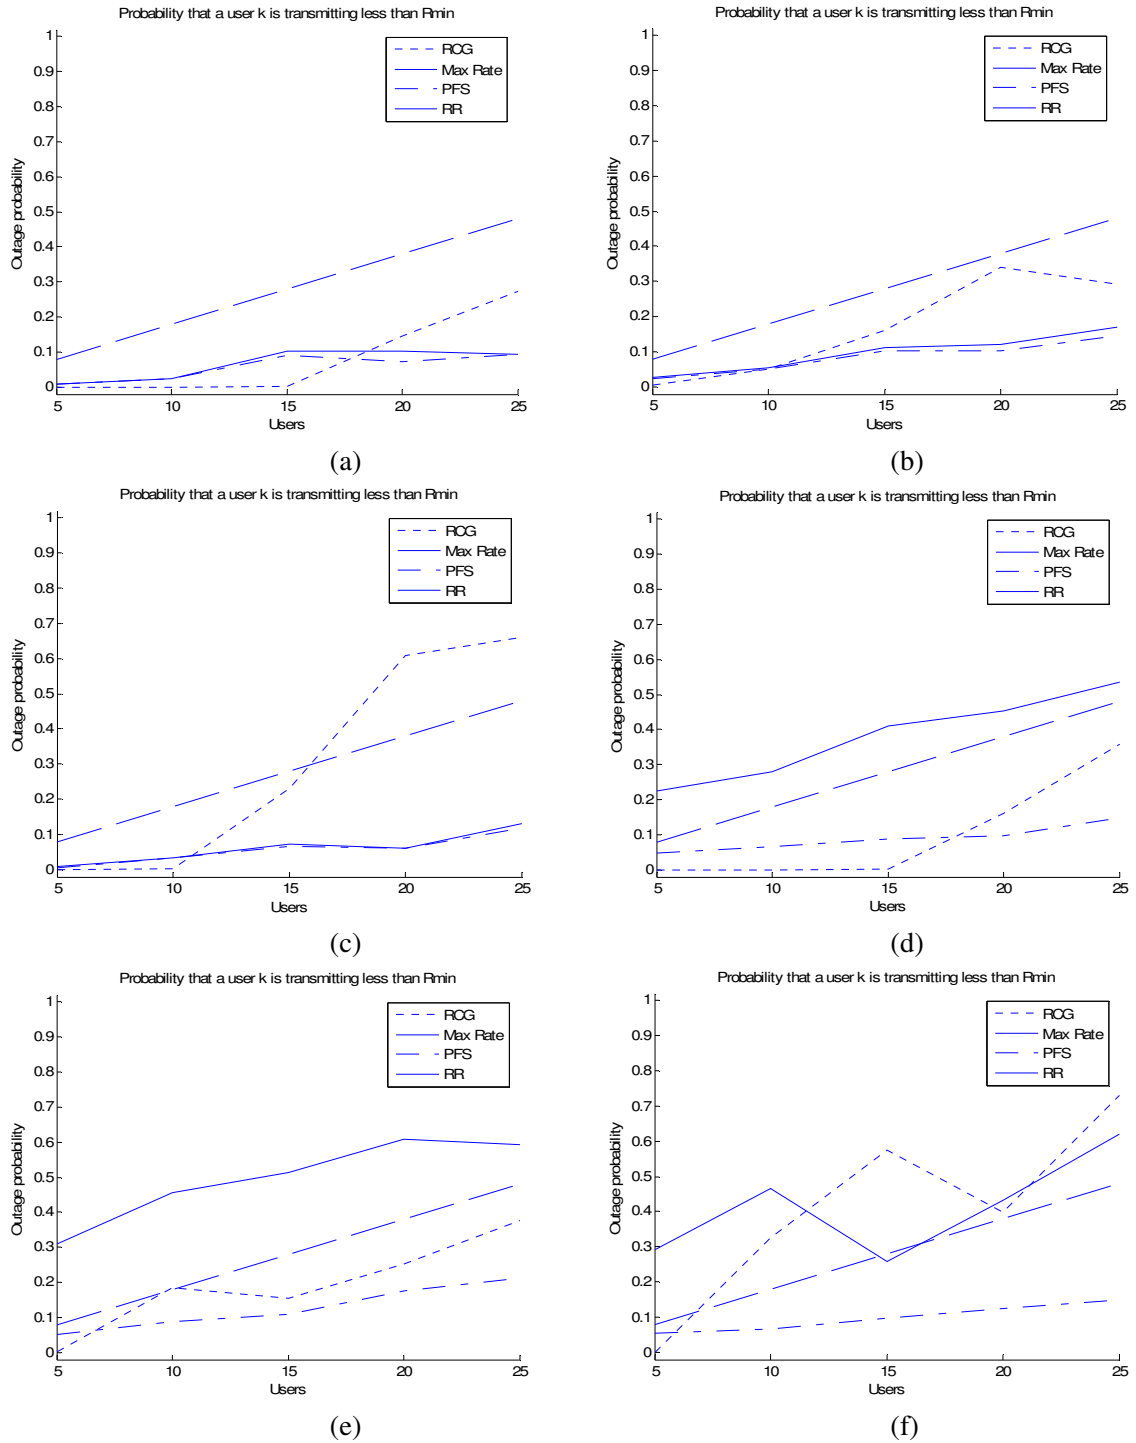 Probability that a user k is transmitting less than Rmin
Outage probability
1
0.9
0.8
0.7
0.6
0.5
0.4
0.3
0.2
0.1
0
RCG
Max Rate
PFS
RR
5 10 15 20 25
Users
(a)
Probability that a user k is transmitting less than Rmin
Outage probability
1
0.9
0.8
0.7
0.6
0.5
0.4
0.3
0.2
0.1
0
RCG
Max Rate
PFS
RR
5 10 15 20 25
Users
(b)
Probability that a user k is transmitting less than Rmin
Outage probability
1
0.9
0.8
0.7
0.6
0.5
0.4
0.3
0.2
0.1
0
RCG
Max Rate
PFS
RR
5 10 15 20 25
Users
(c)
Probability that a user k is transmitting less than Rmin
Outage probability
1
0.9
0.8
0.7
0.6
0.5
0.4
0.3
0.2
0.1
0
RCG
Max Rate
PFS
RR
5 10 15 20 25
Users
(d)
Probability that a user k is transmitting less than Rmin
Outage probability
1
0.9
0.8
0.7
0.6
0.5
0.4
0.3
0.2
0.1
0
RCG
Max Rate
PFS
RR
5 10 15 20 25
Users
(e)
Probability that a user k is transmitting less than Rmin
Outage probability
1
0.9
0.8
0.7
0.6
0.5
0.4
0.3
0.2
0.1
0
RCG
Max Rate
PFS
RR
5 10 15 20 25
Users
(f)